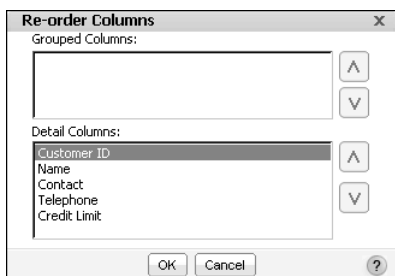 Re-order Columns x
Grouped Columns:
Detail Columns:
Customer ID
Name
Contact
Telephone
Credit Limit
OK Cancel ?